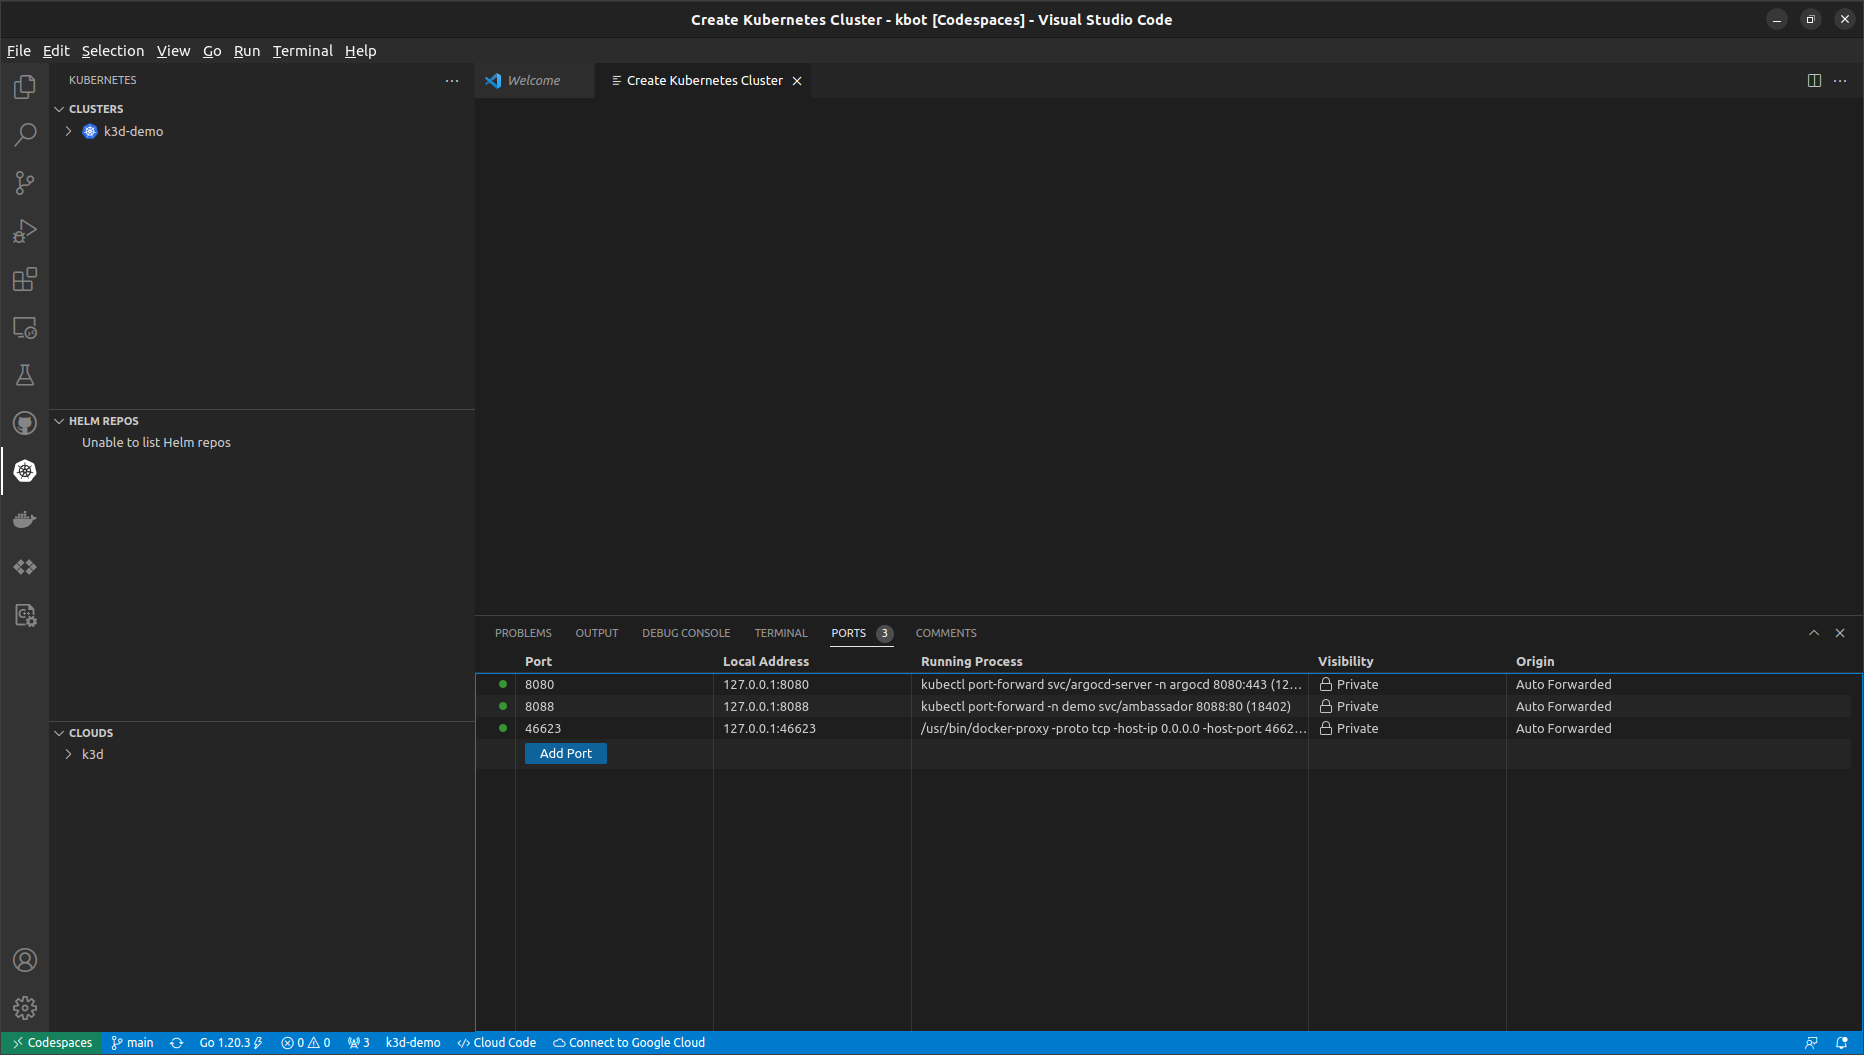 Create Kubernetes Cluster - kbot [Codespaces] - Visual Studio Code
File Edit Selection View Go Run Terminal Help
KUBERNETES
CLUSTERS
k3d-demo
HELM REPOS
Unable to list Helm repos
CLOUDS
k3d
Welcome
Create Kubernetes Cluster
PROBLEMS OUTPUT DEBUG CONSOLE TERMINAL PORTS 3 COMMENTS
Port Local Address Running Process Visibility Origin
8080 127.0.0.1:8080 kubectl port-forward svc/argocd-server -n argocd 8080:443 (12... Private Auto Forwarded
8088 127.0.0.1:8088 kubectl port-forward -n demo svc/ambassador 8088:80 (18402) Private Auto Forwarded
46623 127.0.0.1:46623 /usr/bin/docker-proxy -proto tcp -host-ip 0.0.0.0 -host-port 4662... Private Auto Forwarded
Add Port
Codespaces main Go 1.20.3 0 0 3 k3d-demo Cloud Code Connect to Google Cloud